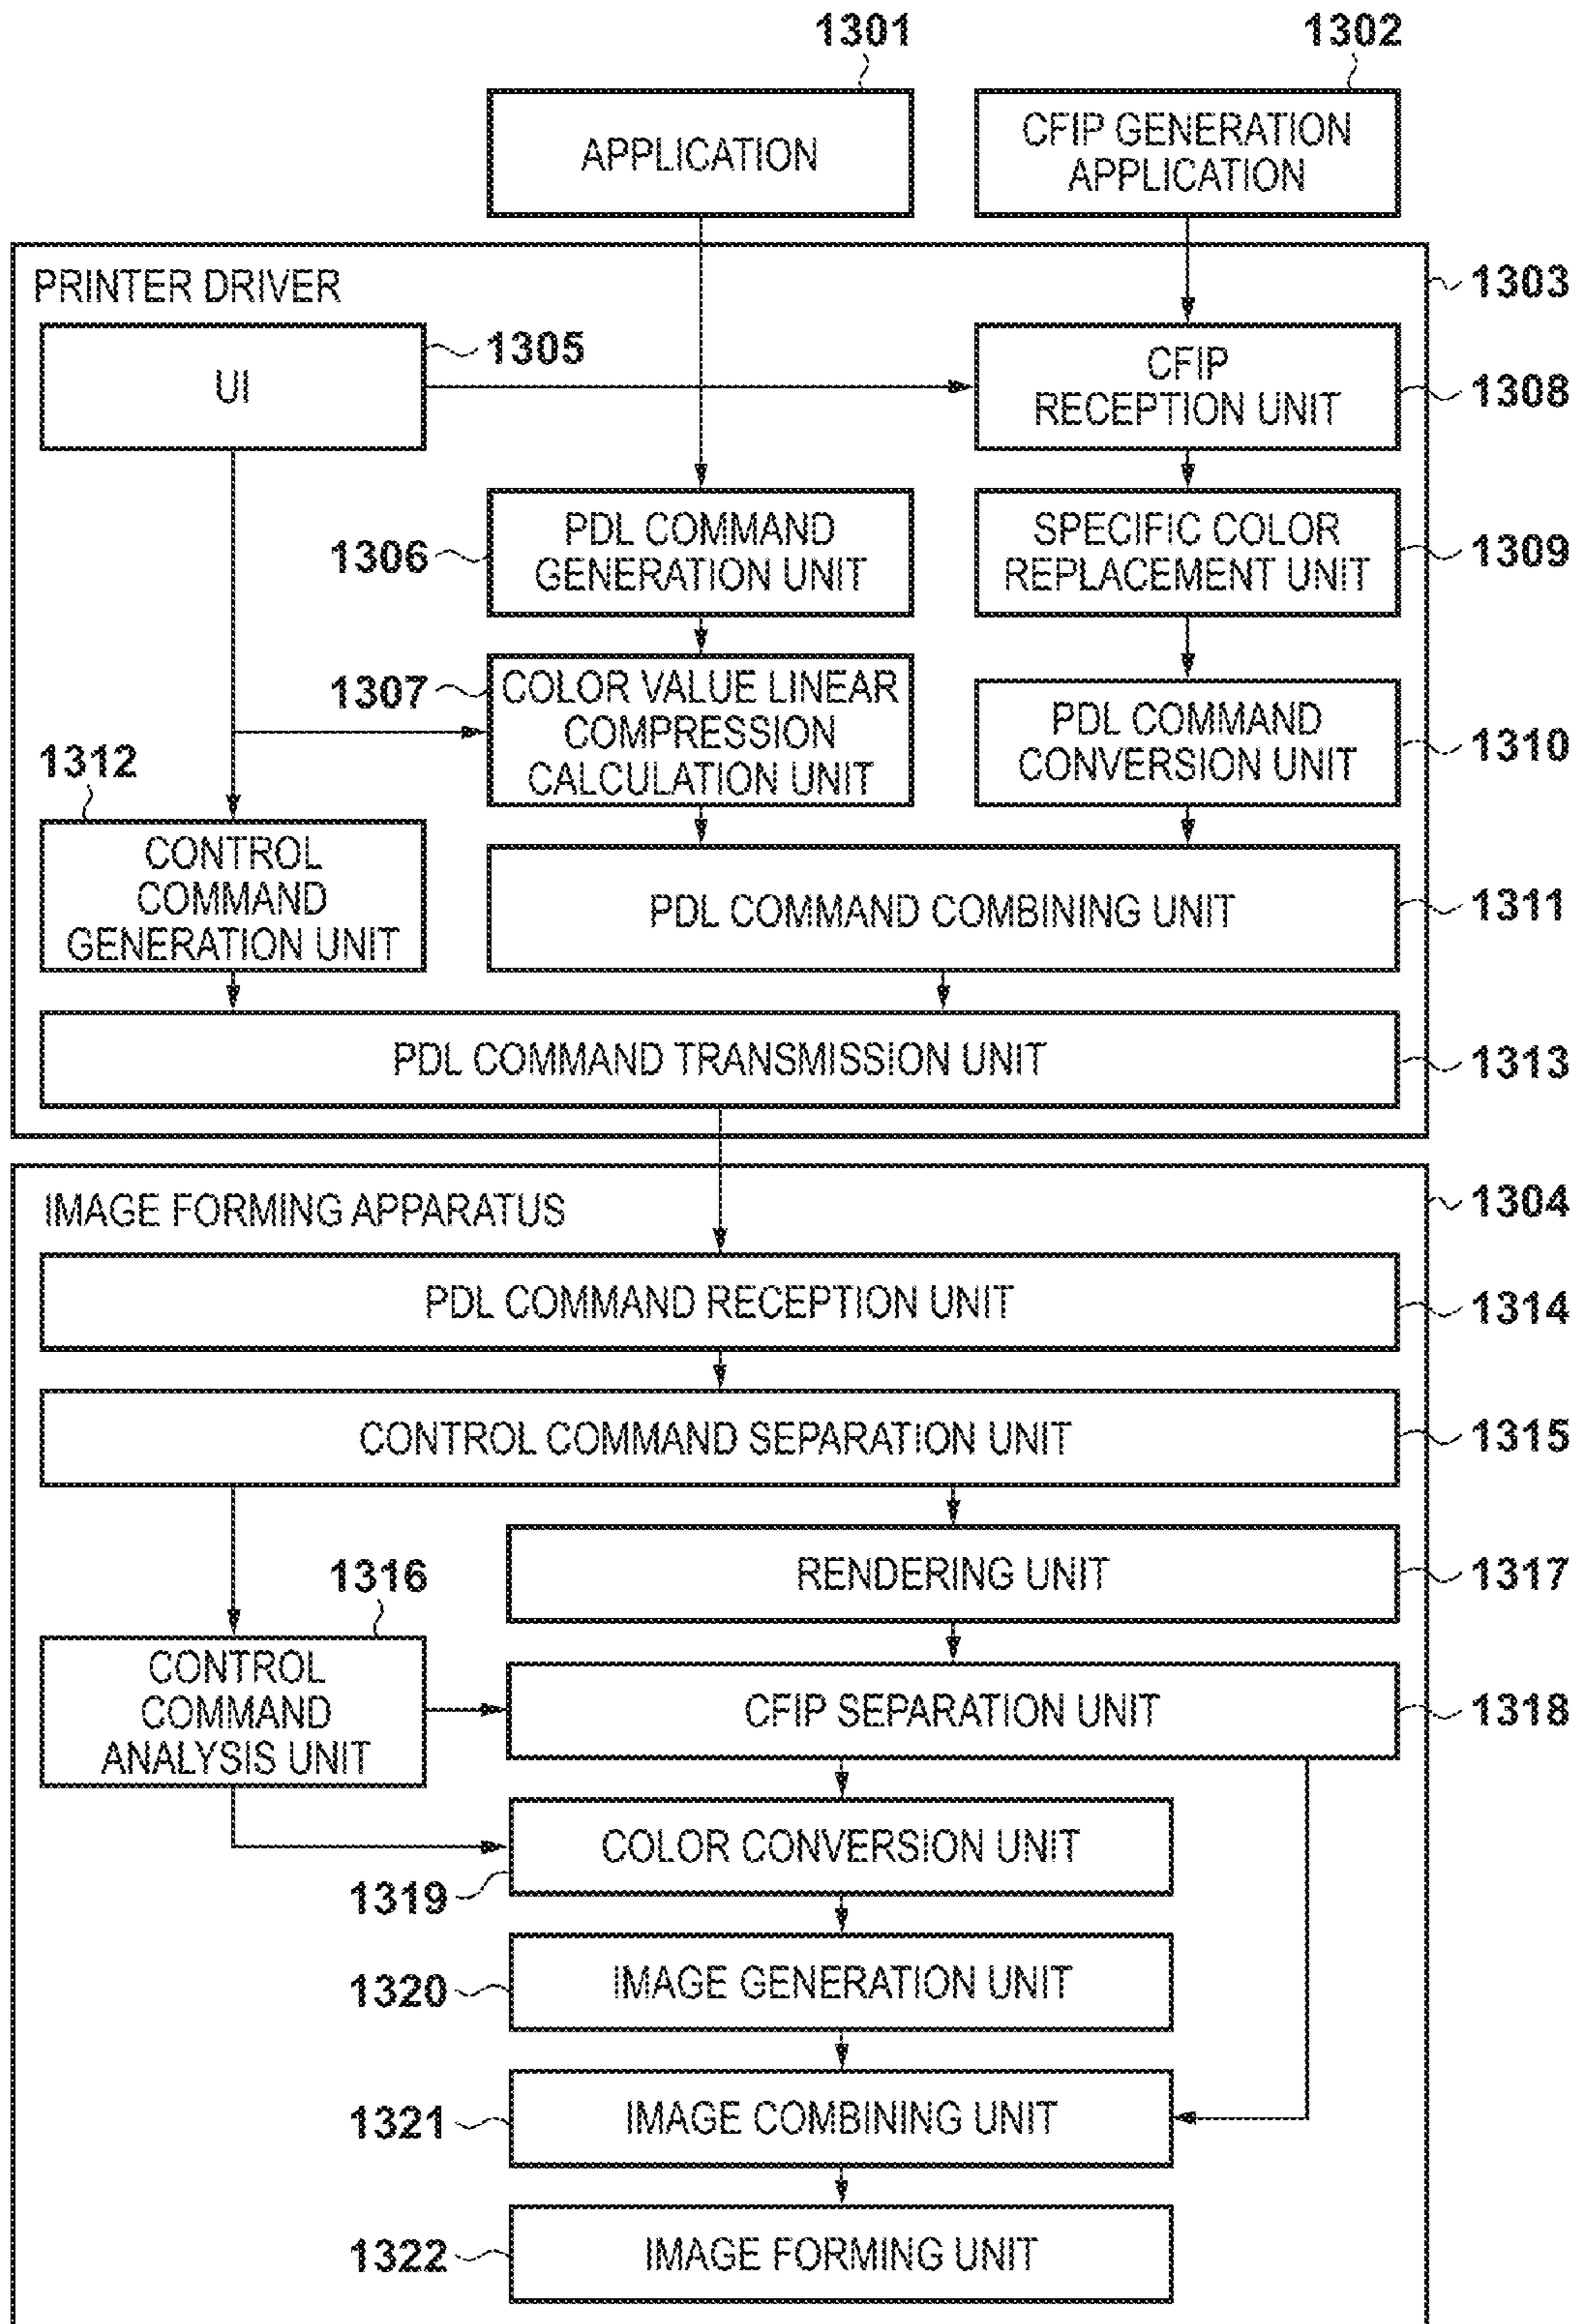 1301
1302
APPLICATION
CFIP GENERATION
APPLICATION
PRINTER DRIVER
1303
UI
1305
CFIP
RECEPTION UNIT
1308
1306
PDL COMMAND
GENERATION UNIT
SPECIFIC COLOR
REPLACEMENT UNIT
1309
1307
COLOR VALUE LINEAR
COMPRESSION
CALCULATION UNIT
PDL COMMAND
CONVERSION UNIT
1310
1312
CONTROL
COMMAND
GENERATION UNIT
PDL COMMAND COMBINING UNIT
1311
PDL COMMAND TRANSMISSION UNIT
1313
IMAGE FORMING APPARATUS
1304
PDL COMMAND RECEPTION UNIT
1314
CONTROL COMMAND SEPARATION UNIT
1315
1316
RENDERING UNIT
1317
CONTROL
COMMAND
ANALYSIS UNIT
CFIP SEPARATION UNIT
1318
COLOR CONVERSION UNIT
1319
IMAGE GENERATION UNIT
1320
IMAGE COMBINING UNIT
1321
IMAGE FORMING UNIT
1322